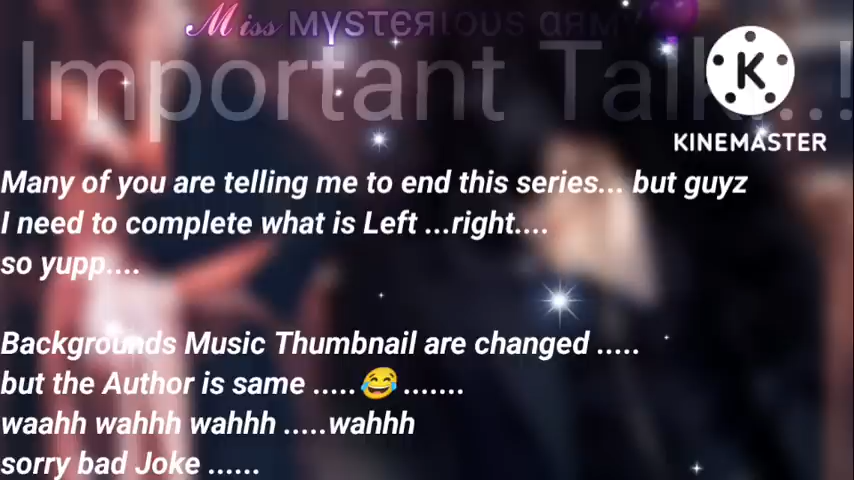 Miss MYSTЄЯIOUS ARMY
Important Talk...!
KINEMASTER
Many of you are telling me to end this series... but guyz
I need to complete what is Left ...right....
so yupp....
Backgrounds Music Thumbnail are changed .....
but the Author is same .....😂.......
waahh wahhh wahhh .....wahhh
sorry bad Joke ......